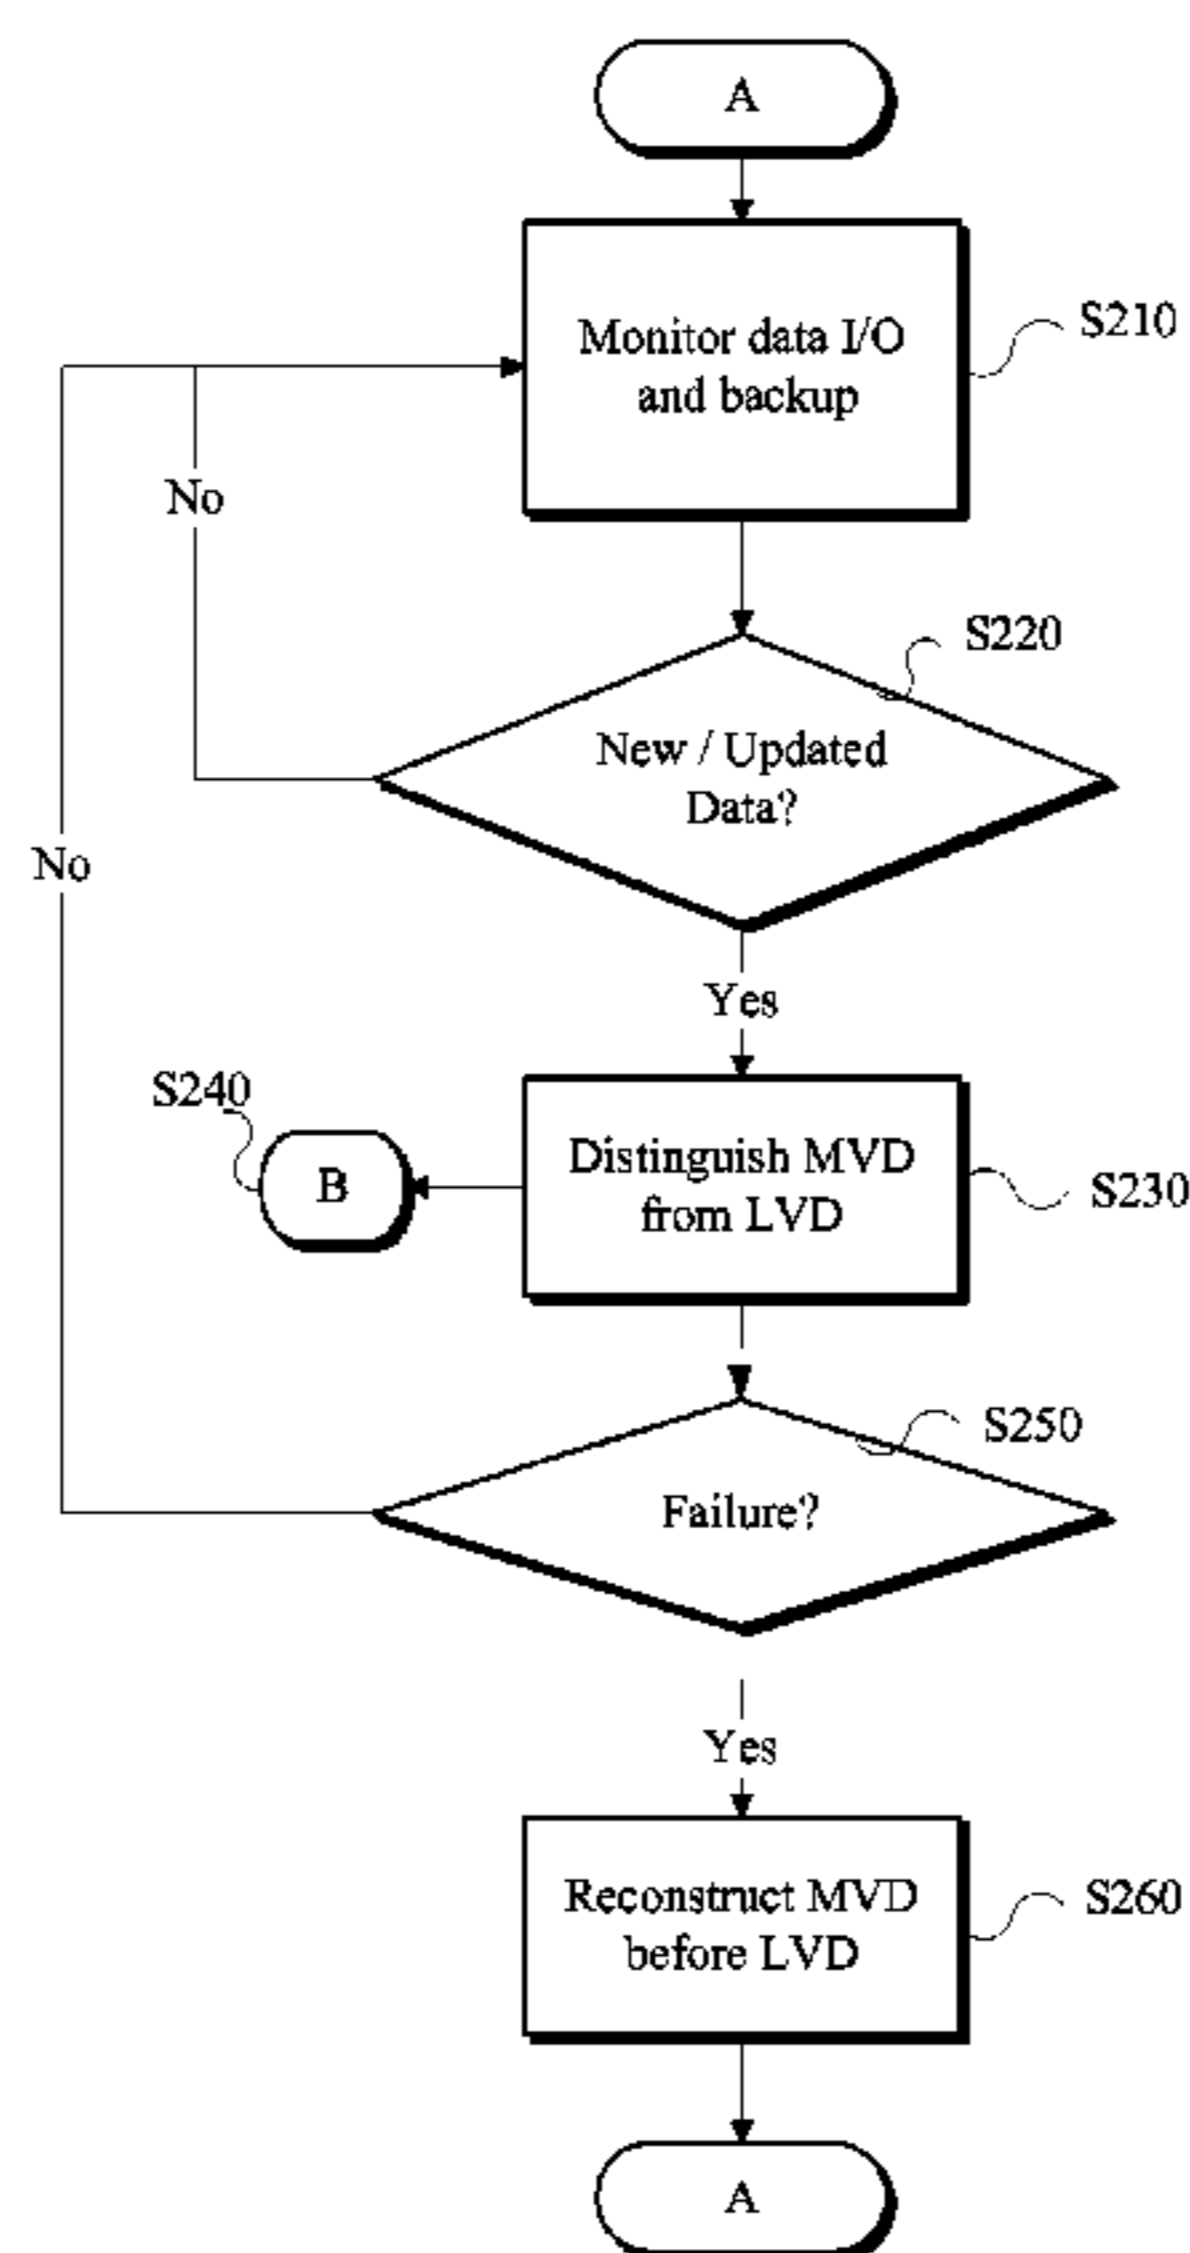 A
Monitor data I/O
and backup
S210
No
S220
New / Updated
Data?
No
Yes
S240
B
Distinguish MVD
from LVD
S230
S250
Failure?
Yes
Reconstruct MVD
before LVD
S260
A